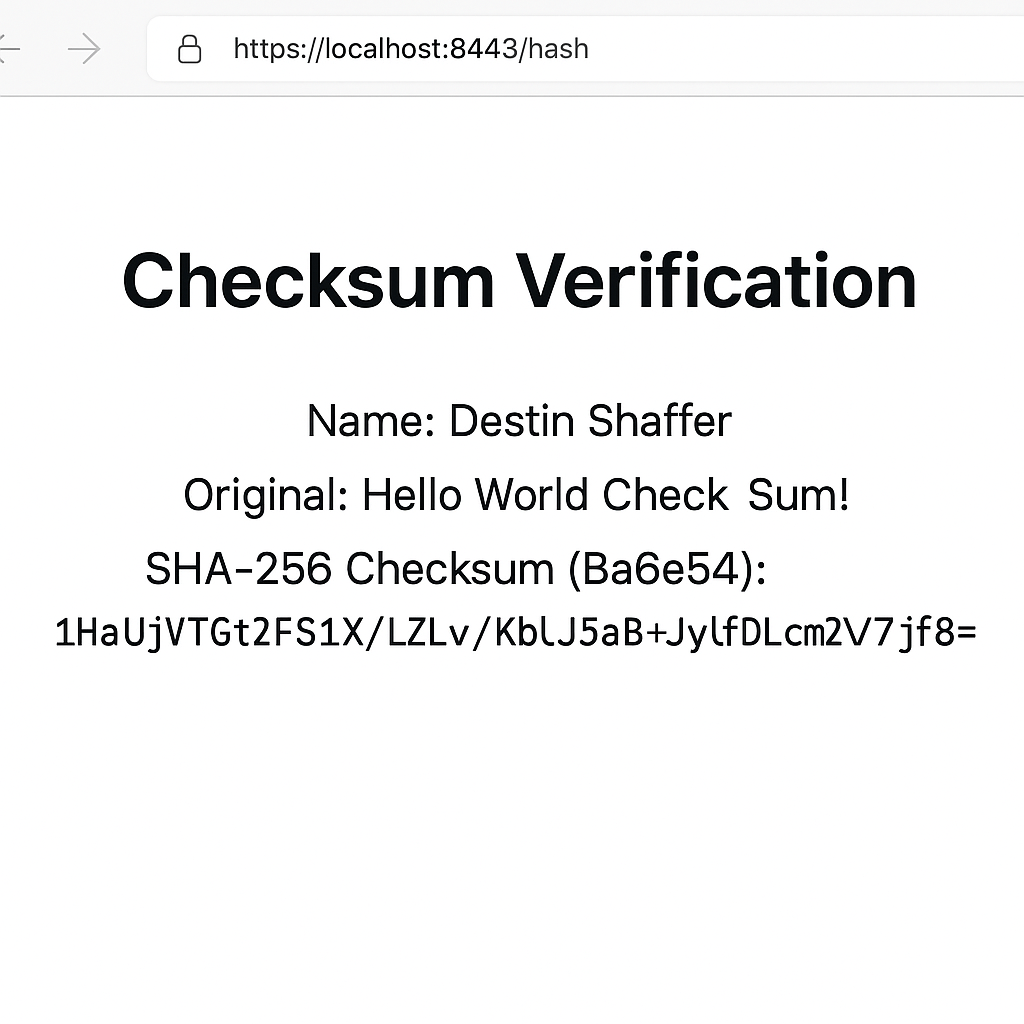 https://localhost:8443/hash
Checksum Verification
Name: Destin Shaffer
Original: Hello World Check Sum!
SHA-256 Checksum (Ba6e54):
1HaUjVTGt2FS1X/LZLv/KblJ5aB+JylfDLcm2V7jf8=